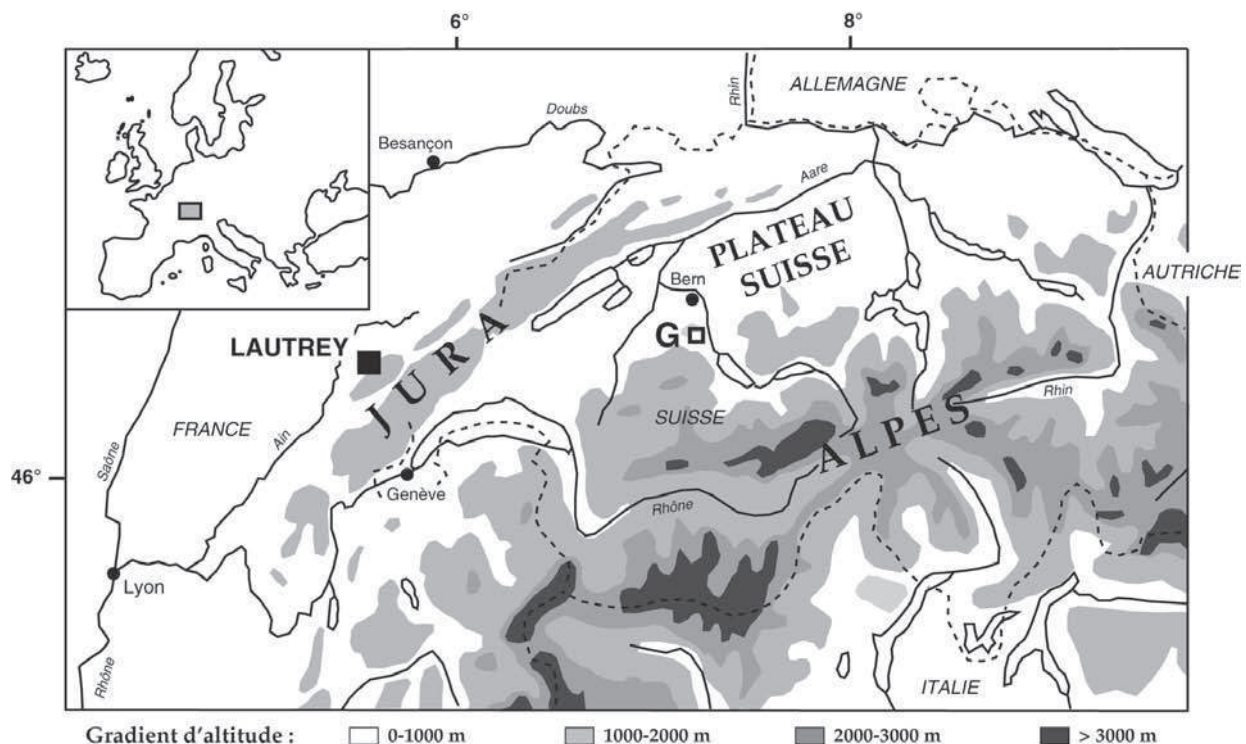 6°
8°
Rhin
ALLEMAGNE
Doubs
Besançon
Aare
PLATEAU
SUISSE
AUTRICHE
Bern
LAUTREY
G
JURA
Rhin
SUISSE
ALPES
FRANCE
Ain
Saône
46°
Genève
Rhône
Lyon
Rhône
ITALIE
Gradient d'altitude :
0-1000 m
1000-2000 m
2000-3000 m
> 3000 m